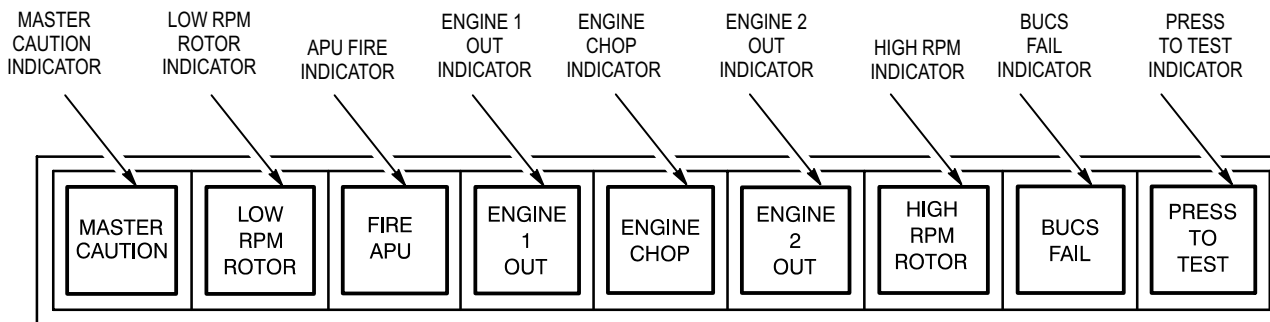 MASTER
CAUTION
INDICATOR
LOW RPM
ROTOR
INDICATOR
APU FIRE
INDICATOR
ENGINE 1
OUT
INDICATOR
ENGINE
CHOP
INDICATOR
ENGINE 2
OUT
INDICATOR
HIGH RPM
INDICATOR
BUCS
FAIL
INDICATOR
PRESS
TO TEST
INDICATOR
MASTER
CAUTION
LOW
RPM
ROTOR
FIRE
APU
ENGINE
1
OUT
ENGINE
CHOP
ENGINE
2
OUT
HIGH
RPM
ROTOR
BUCS
FAIL
PRESS
TO
TEST